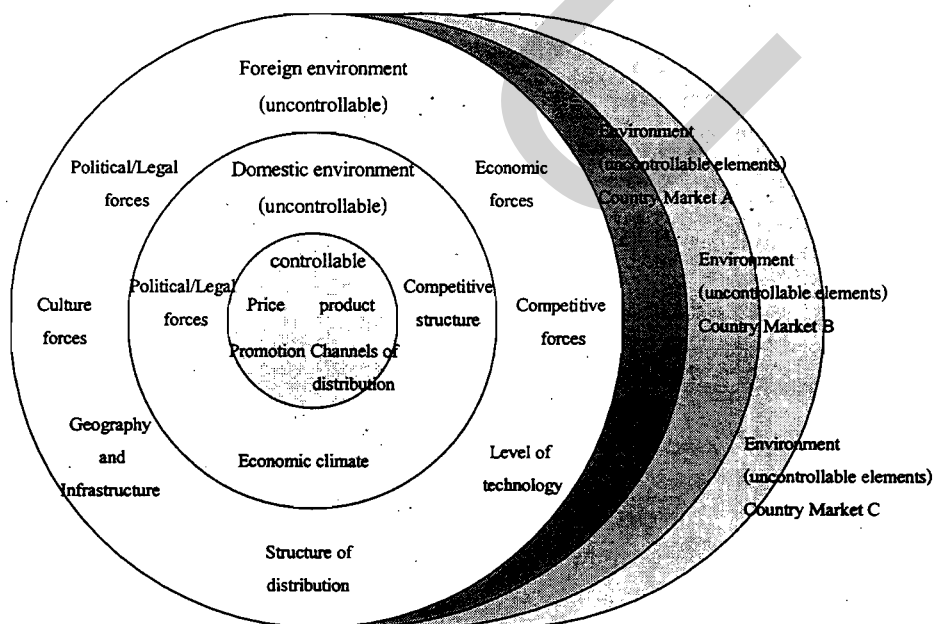 Foreign environment
(uncontrollable)
Political/Legal
forces
Domestic environment
(uncontrollable)
Economic
forces
controllable
Price product
Promotion Channels of
distribution
Political/Legal
forces
Competitive
structure
Economic climate
Culture
forces
Competitive
forces
Geography
and
Infrastructure
Level of
technology
Structure of
distribution
Environment
(uncontrollable elements)
Country Market A
Environment
(uncontrollable elements)
Country Market B
Environment
(uncontrollable elements)
Country Market C